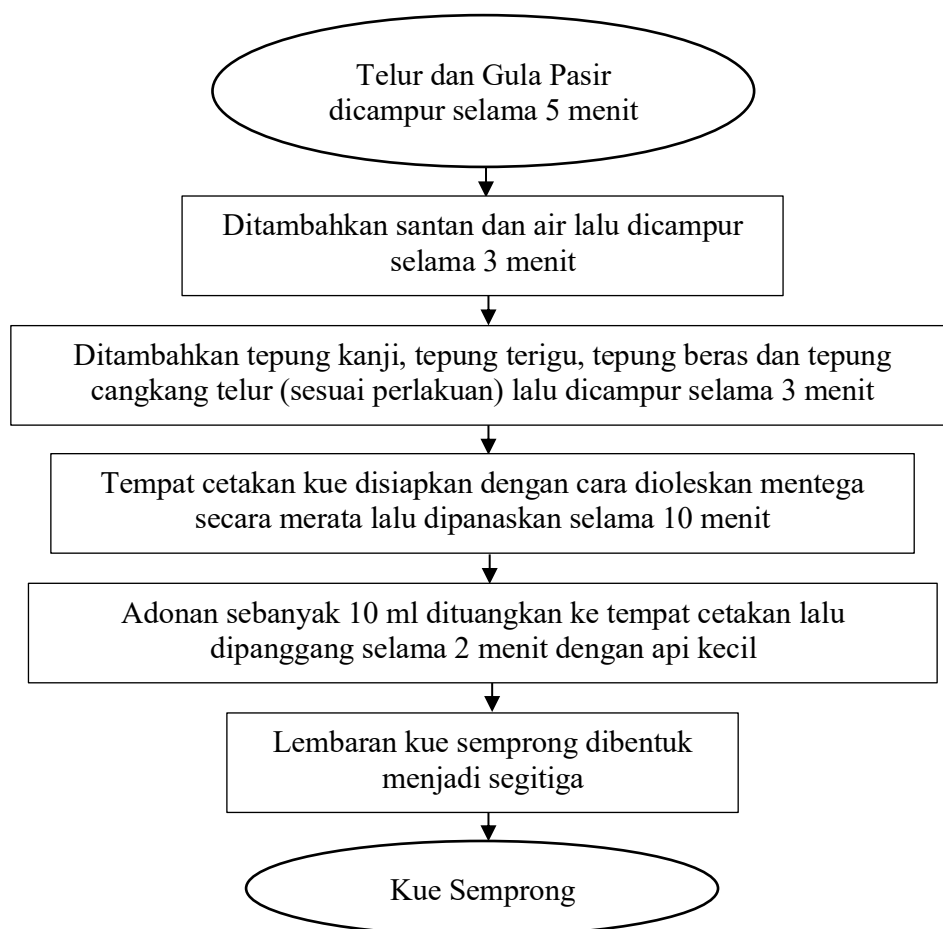 Telur dan Gula Pasir
dicampur selama 5 menit
Ditambahkan santan dan air lalu dicampur
selama 3 menit
Ditambahkan tepung kanji, tepung terigu, tepung beras dan tepung
cangkang telur (sesuai perlakuan) lalu dicampur selama 3 menit
Tempat cetakan kue disiapkan dengan cara dioleskan mentega
secara merata lalu dipanaskan selama 10 menit
Adonan sebanyak 10 ml dituangkan ke tempat cetakan lalu
dipanggang selama 2 menit dengan api kecil
Lembaran kue semprong dibentuk
menjadi segitiga
Kue Semprong